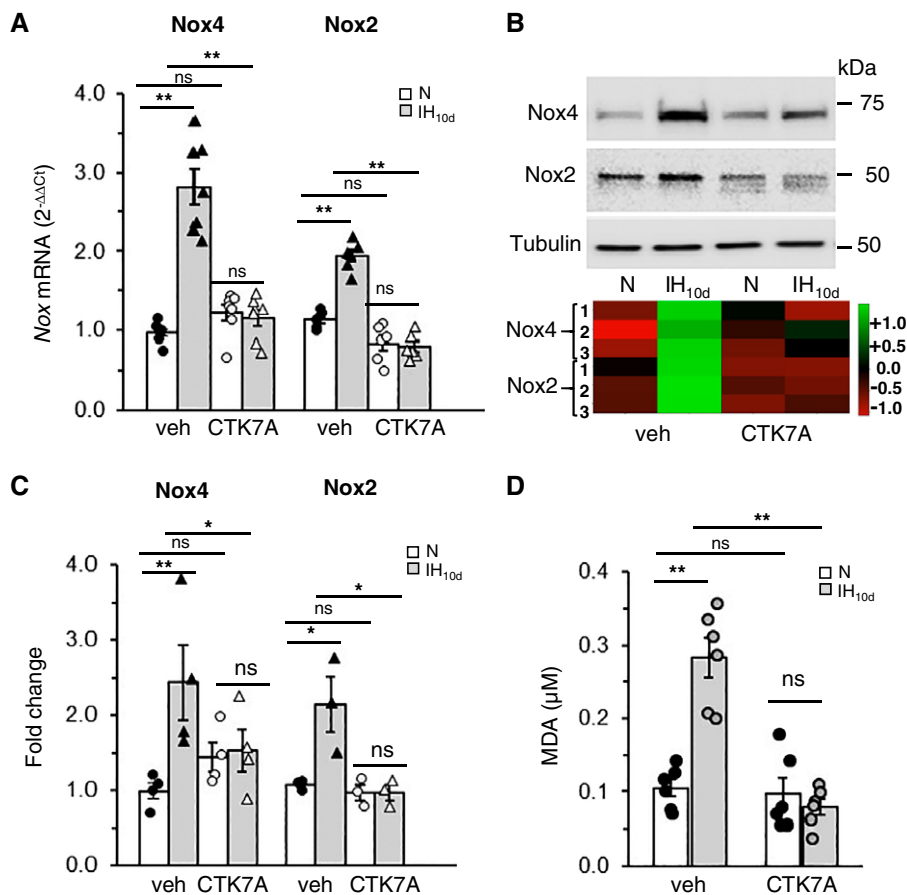 A
Nox4
Nox2
**
ns
**
**
ns
**
ns
ns
N
IH10d
Nox mRNA (2-ΔΔCt)
4.0
3.0
2.0
1.0
0.0
veh
CTK7A
B
kDa
Nox4
75
Nox2
50
Tubulin
50
N
IH10d
N
IH10d
Nox4
1
2
3
Nox2
1
2
3
+1.0
+0.5
0.0
-0.5
-1.0
veh
CTK7A
C
Nox4
Nox2
*
ns
**
ns
*
ns
*
ns
N
IH10d
Fold change
4.0
3.0
2.0
1.0
0.0
veh
CTK7A
veh
CTK7A
D
**
ns
**
ns
N
IH10d
MDA (µM)
0.4
0.3
0.2
0.1
0.0
veh
CTK7A